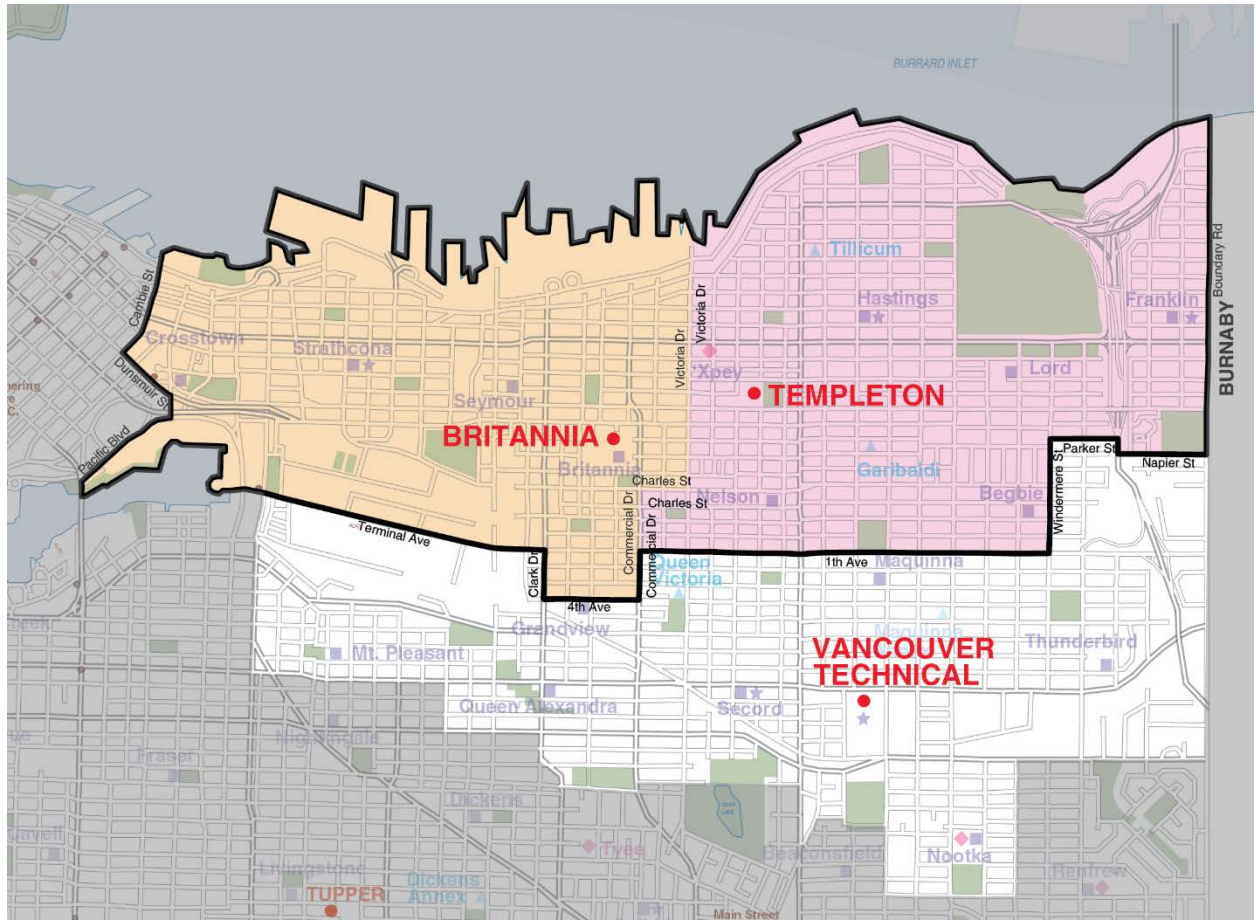 BURRARD INLET
Cambie St
Boundary Rd
Tillicum
Victoria Dr
Hastings
Franklin
BURNABY
Crosstown
Strathcona
Victoria Dr
'Xpey
Lord
Dunsmuir St
Seymour
TEMPLETON
BRITANNIA
Pacific Blvd
Britannia
Garibaldi
Windermere St
Parker St
Napier St
Charles St
Charles St
Nelson
Begbie
Terminal Ave
Clark Dr
Commercial Dr
Commercial Dr
Queen
Victoria
1th Ave
Maquinna
4th Ave
Grandview
Maquinna
Thunderbird
Mt. Pleasant
VANCOUVER
TECHNICAL
Queen Alexandra
Secord
Nightingale
Fraser
Dickens
Tyee
Beaconsfield
Nootka
Renfrew
Livingstone
Dickens
Annex
TUPPER
Main Street